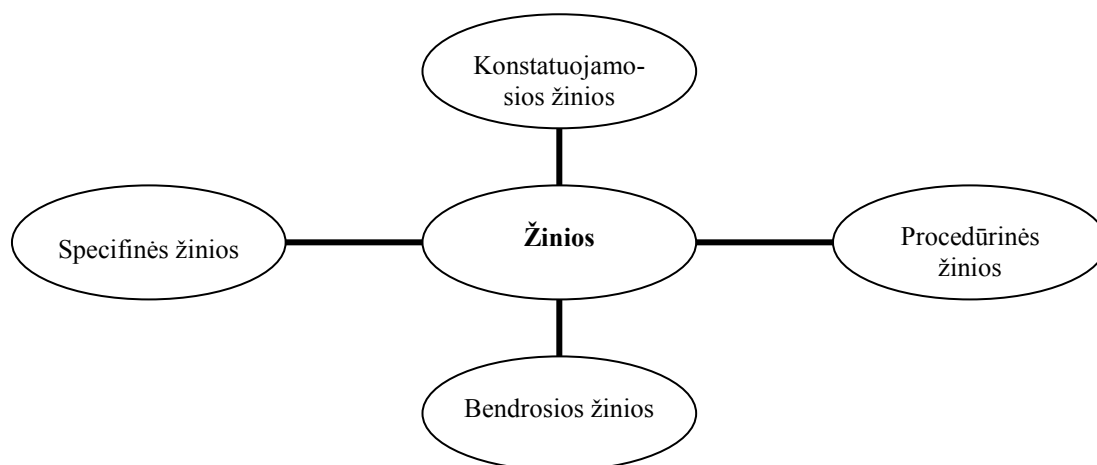 Konstatuojamo-
sios žinios
Specifinės žinios
Žinios
Procedūrinės
žinios
Bendrosios žinios